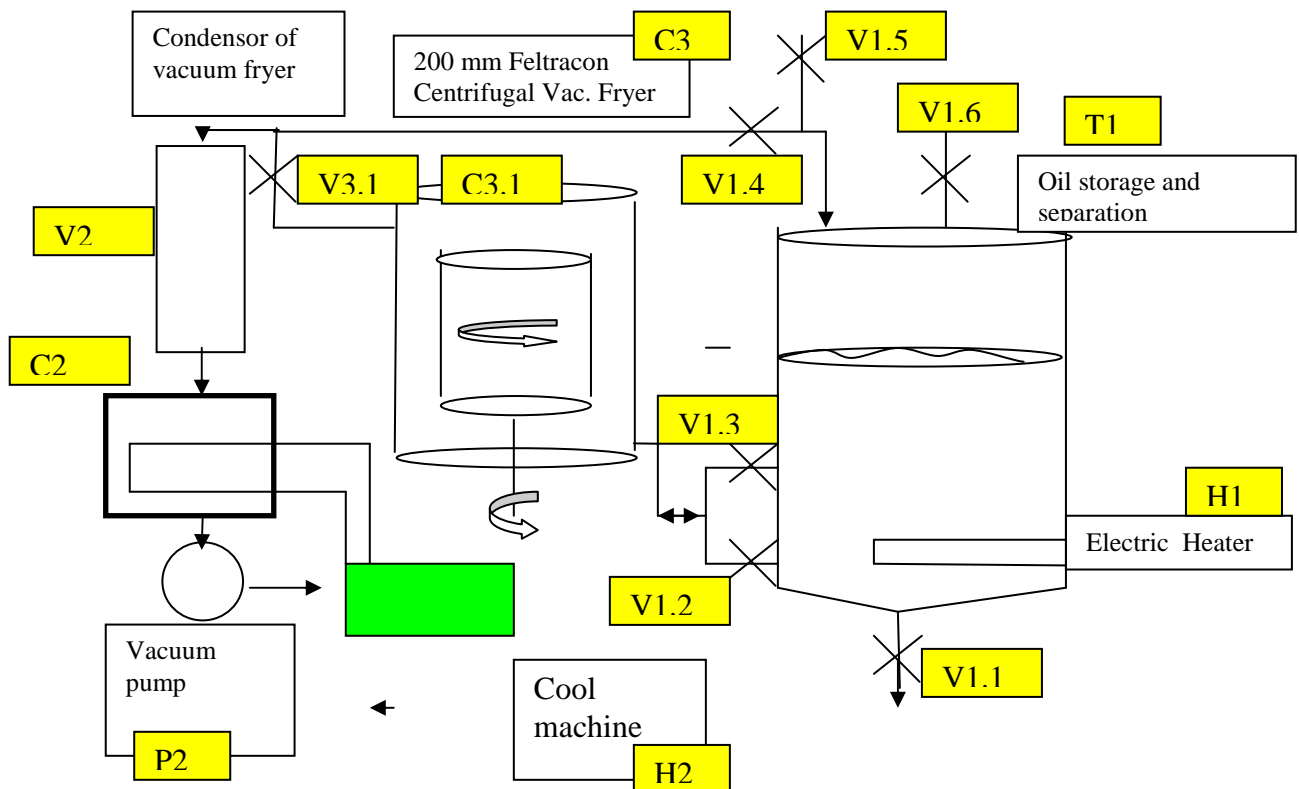 Condensor of
vacuum fryer
C3
200 mm Feltracon
Centrifugal Vac. Fryer
V1.5
V1.6
T1
Oil storage and
separation
V3.1
C3.1
V1.4
V2
C2
V1.3
H1
Electric Heater
V1.2
V1.1
Vacuum
pump
P2
Cool
machine
H2